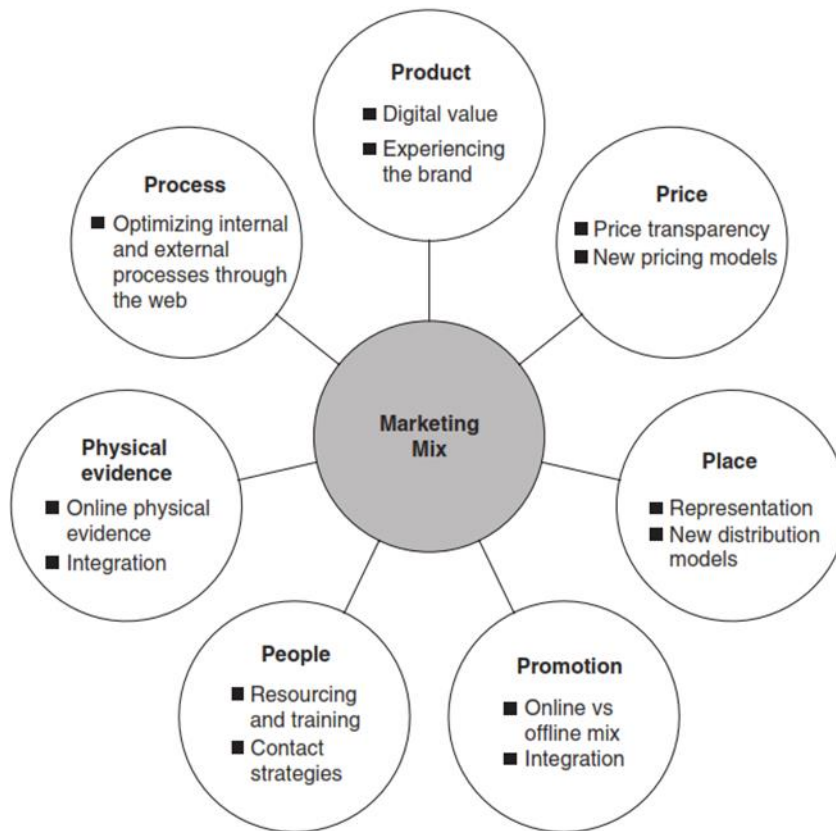 Product
■ Digital value
■ Experiencing
the brand
Price
■ Price transparency
■ New pricing models
Place
■ Representation
■ New distribution
models
Promotion
■ Online vs
offline mix
■ Integration
People
■ Resourcing
and training
■ Contact
strategies
Physical
evidence
■ Online physical
evidence
■ Integration
Process
■ Optimizing internal
and external
processes through
the web
Marketing
Mix